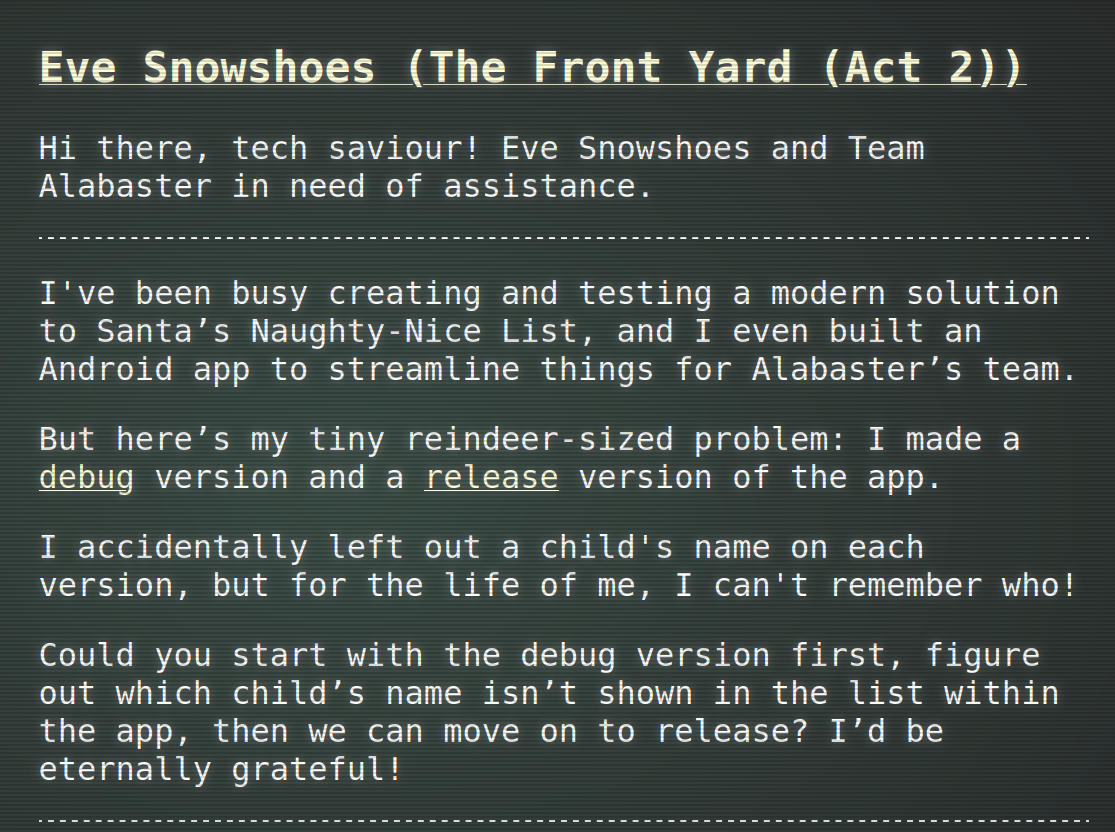 Eve Snowshoes (The Front Yard (Act 2))
Hi there, tech saviour! Eve Snowshoes and Team
Alabaster in need of assistance.
I've been busy creating and testing a modern solution
to Santa’s Naughty-Nice List, and I even built an
Android app to streamline things for Alabaster’s team.
But here’s my tiny reindeer-sized problem: I made a
debug version and a release version of the app.
I accidentally left out a child's name on each
version, but for the life of me, I can't remember who!
Could you start with the debug version first, figure
out which child’s name isn’t shown in the list within
the app, then we can move on to release? I’d be
eternally grateful!